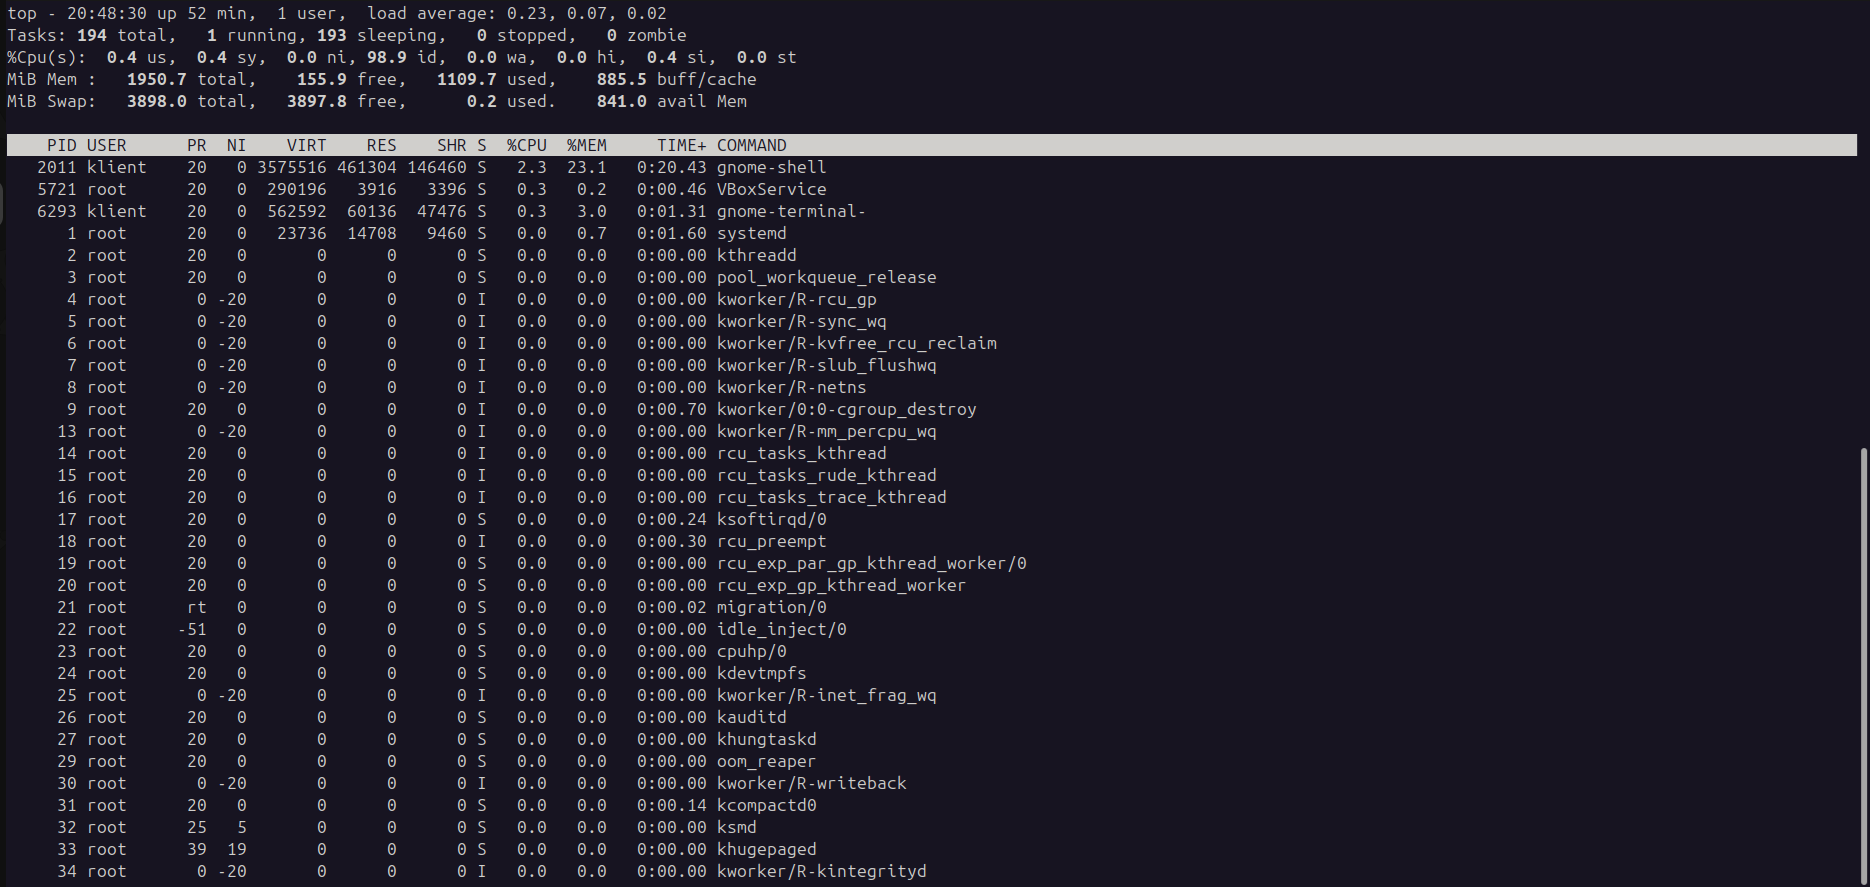 top - 20:48:30 up 52 min,  1 user,  load average: 0.23, 0.07, 0.02
Tasks: 194 total,   1 running, 193 sleeping,   0 stopped,   0 zombie
%Cpu(s):  0.4 us,  0.4 sy,  0.0 ni, 98.9 id,  0.0 wa,  0.0 hi,  0.4 si,  0.0 st
MiB Mem :   1950.7 total,    155.9 free,   1109.7 used,    885.5 buff/cache
MiB Swap:   3898.0 total,   3897.8 free,      0.2 used.    841.0 avail Mem
PID USER      PR  NI    VIRT    RES    SHR S  %CPU  %MEM     TIME+ COMMAND
2011 klient    20   0 3575516 461304 146460 S   2.3  23.1   0:20.43 gnome-shell
5721 root      20   0  290196   3916   3396 S   0.3   0.2   0:00.46 VBoxService
6293 klient    20   0  562592  60136  47476 S   0.3   3.0   0:01.31 gnome-terminal-
1 root      20   0   23736  14708   9460 S   0.0   0.7   0:01.60 systemd
2 root      20   0       0      0      0 S   0.0   0.0   0:00.00 kthreadd
3 root      20   0       0      0      0 S   0.0   0.0   0:00.00 pool_workqueue_release
4 root       0 -20       0      0      0 I   0.0   0.0   0:00.00 kworker/R-rcu_gp
5 root       0 -20       0      0      0 I   0.0   0.0   0:00.00 kworker/R-sync_wq
6 root       0 -20       0      0      0 I   0.0   0.0   0:00.00 kworker/R-kvfree_rcu_reclaim
7 root       0 -20       0      0      0 I   0.0   0.0   0:00.00 kworker/R-slub_flushwq
8 root       0 -20       0      0      0 I   0.0   0.0   0:00.00 kworker/R-netns
9 root      20   0       0      0      0 I   0.0   0.0   0:00.70 kworker/0:0-cgroup_destroy
13 root       0 -20       0      0      0 I   0.0   0.0   0:00.00 kworker/R-mm_percpu_wq
14 root      20   0       0      0      0 I   0.0   0.0   0:00.00 rcu_tasks_kthread
15 root      20   0       0      0      0 I   0.0   0.0   0:00.00 rcu_tasks_rude_kthread
16 root      20   0       0      0      0 I   0.0   0.0   0:00.00 rcu_tasks_trace_kthread
17 root      20   0       0      0      0 S   0.0   0.0   0:00.24 ksoftirqd/0
18 root      20   0       0      0      0 I   0.0   0.0   0:00.30 rcu_preempt
19 root      20   0       0      0      0 S   0.0   0.0   0:00.00 rcu_exp_par_gp_kthread_worker/0
20 root      20   0       0      0      0 S   0.0   0.0   0:00.00 rcu_exp_gp_kthread_worker
21 root      rt   0       0      0      0 S   0.0   0.0   0:00.02 migration/0
22 root     -51   0       0      0      0 S   0.0   0.0   0:00.00 idle_inject/0
23 root      20   0       0      0      0 S   0.0   0.0   0:00.00 cpuhp/0
24 root      20   0       0      0      0 S   0.0   0.0   0:00.00 kdevtmpfs
25 root       0 -20       0      0      0 I   0.0   0.0   0:00.00 kworker/R-inet_frag_wq
26 root      20   0       0      0      0 S   0.0   0.0   0:00.00 kauditd
27 root      20   0       0      0      0 S   0.0   0.0   0:00.00 khungtaskd
29 root      20   0       0      0      0 S   0.0   0.0   0:00.00 oom_reaper
30 root       0 -20       0      0      0 I   0.0   0.0   0:00.00 kworker/R-writeback
31 root      20   0       0      0      0 S   0.0   0.0   0:00.14 kcompactd0
32 root      25   5       0      0      0 S   0.0   0.0   0:00.00 ksmd
33 root      39  19       0      0      0 S   0.0   0.0   0:00.00 khugepaged
34 root       0 -20       0      0      0 I   0.0   0.0   0:00.00 kworker/R-kintegrityd